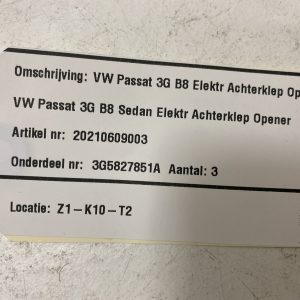 Omschrijving: VW Passat 3G B8 Elektr Achterklep Op
VW Passat 3G B8 Sedan Elektr Achterklep Opener
Artikel nr: 20210609003
Onderdeel nr: 3G5827851A Aantal: 3
Locatie: Z1-K10-T2